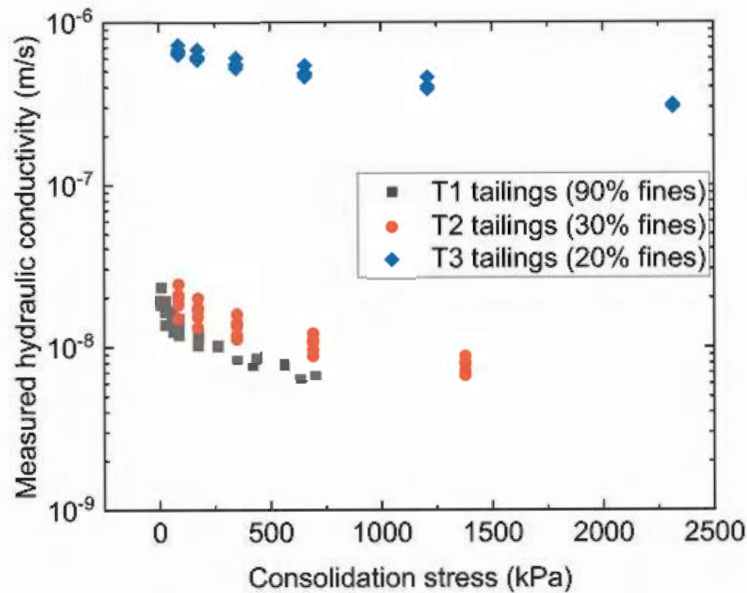 Measured hydraulic conductivity (m/s)
10⁻⁶
10⁻⁷
10⁻⁸
10⁻⁹
T1 tailings (90% fines)
T2 tailings (30% fines)
T3 tailings (20% fines)
0 500 1000 1500 2000 2500
Consolidation stress (kPa)